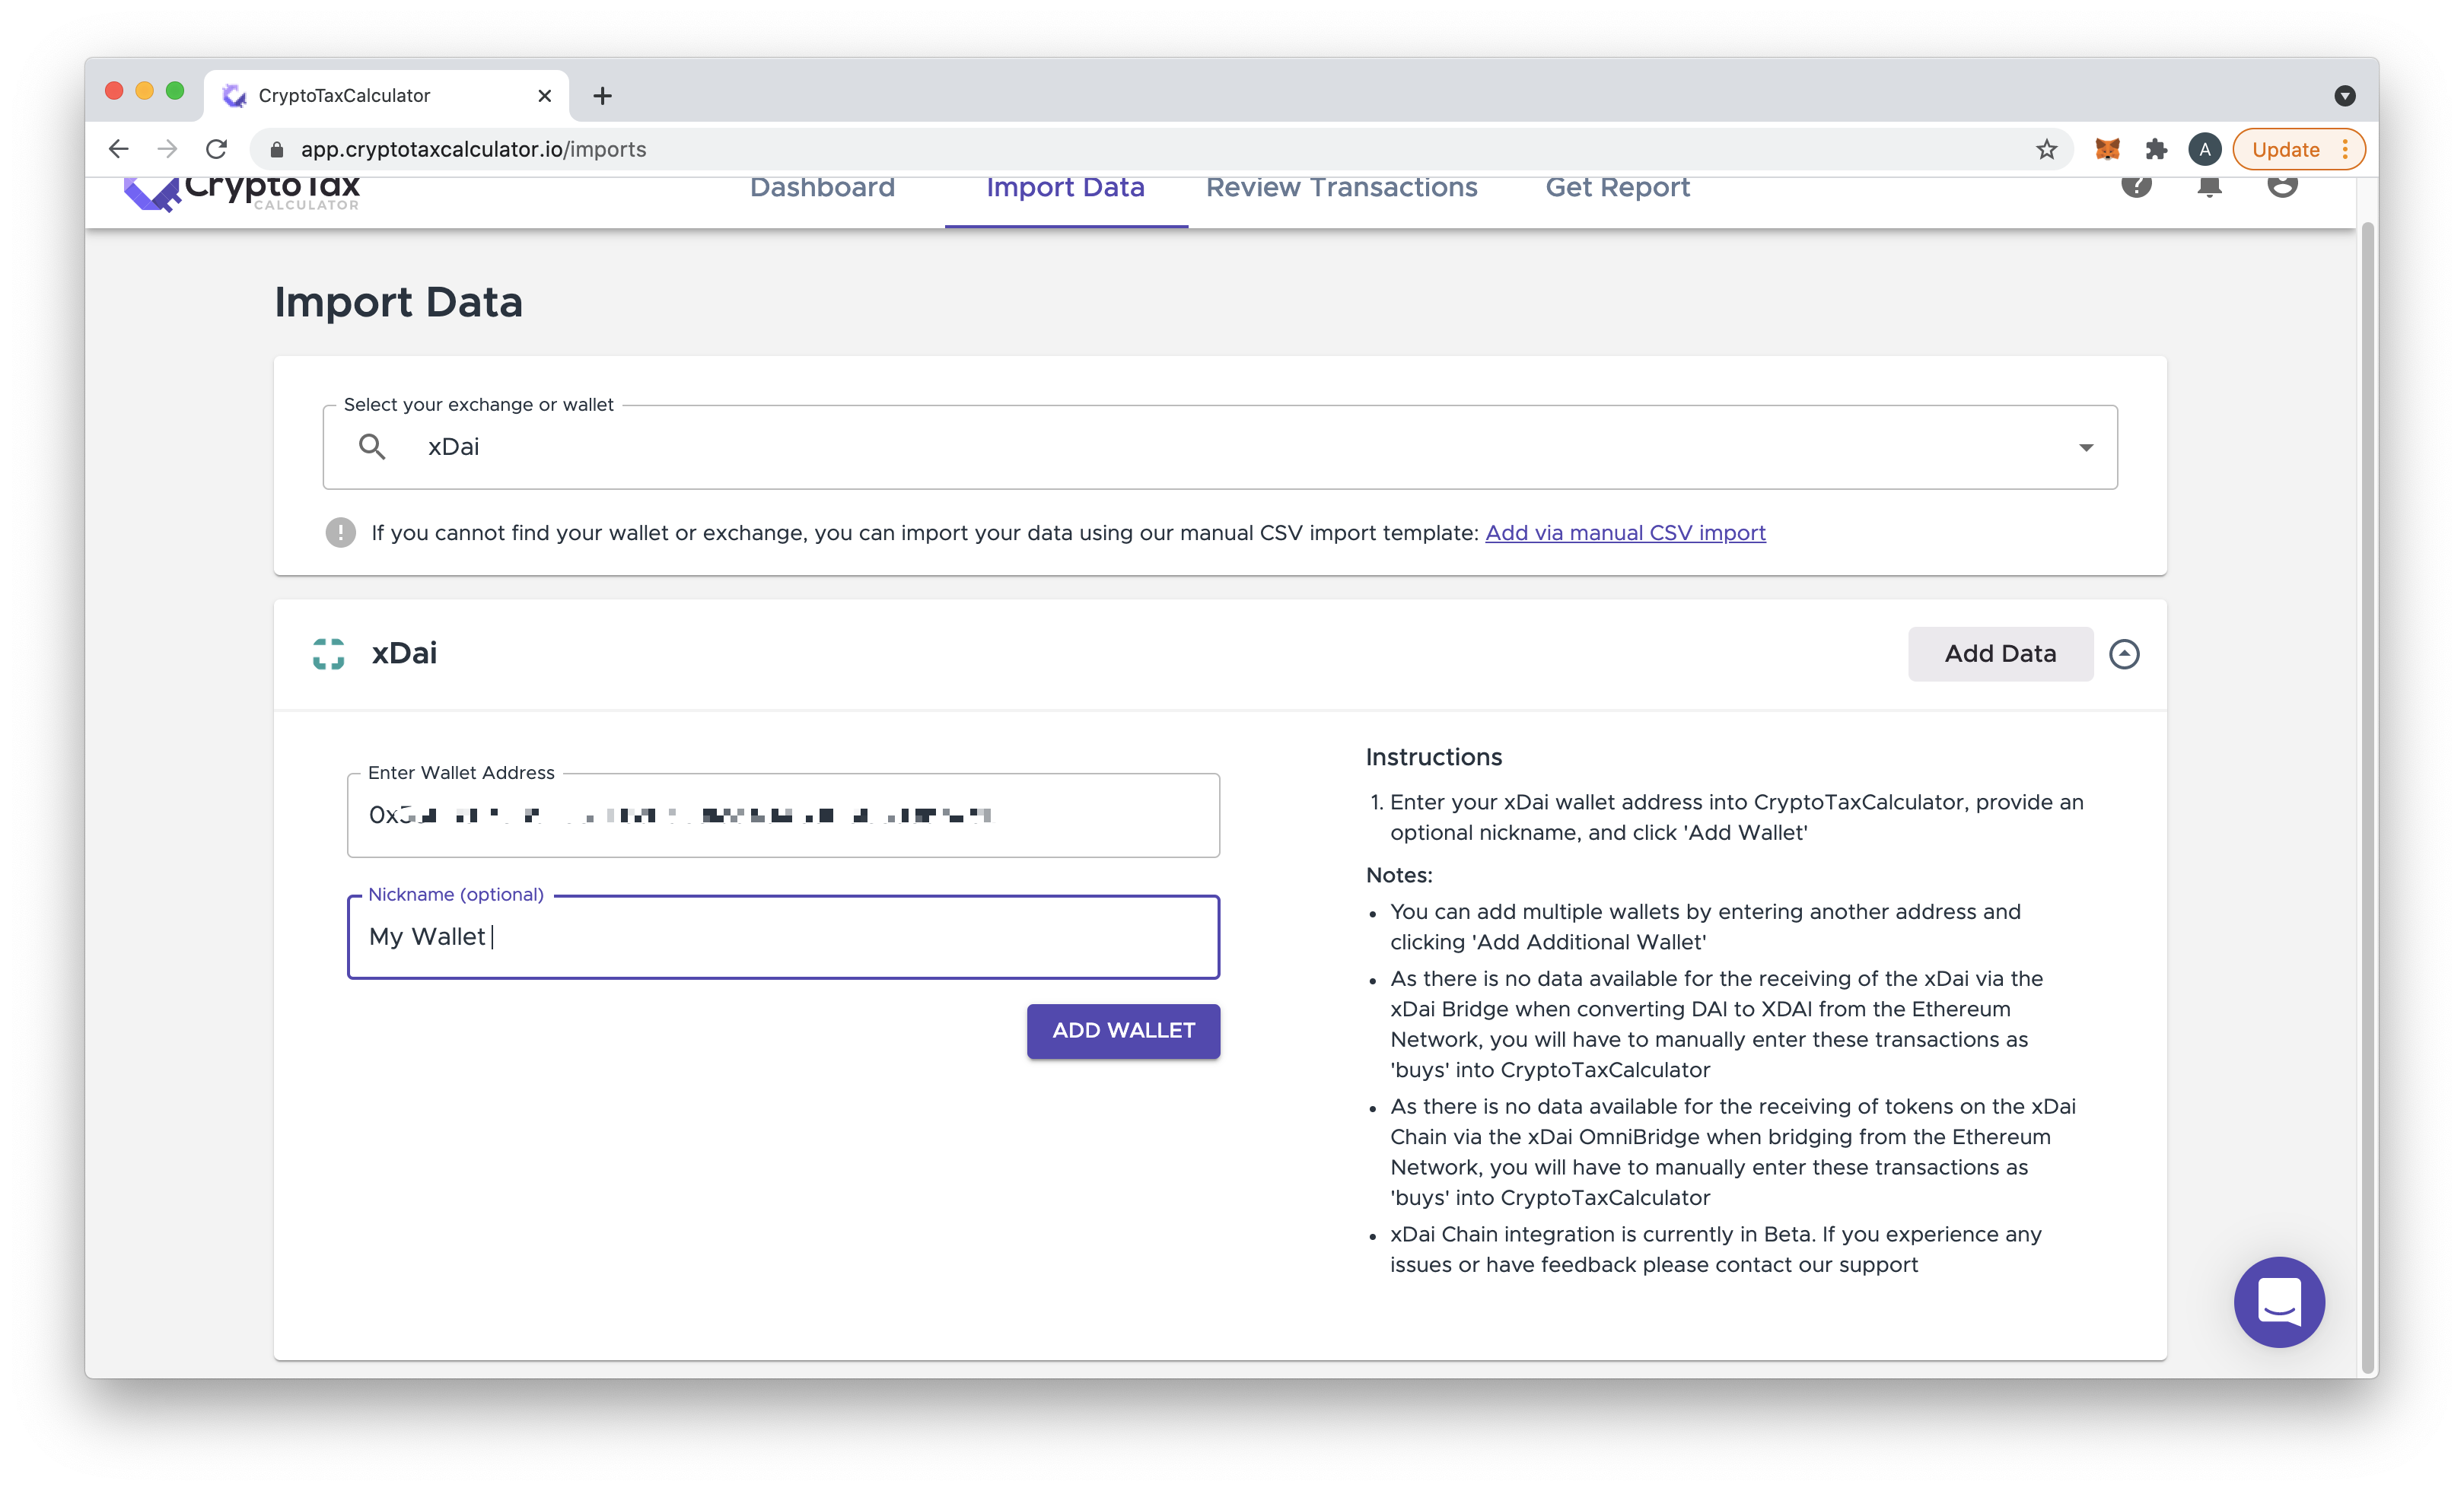 CryptoTaxCalculator
app.cryptotaxcalculator.io/imports
A
Update
CryptoTax
CALCULATOR
Dashboard
Import Data
Review Transactions
Get Report
Import Data
Select your exchange or wallet
xDai
If you cannot find your wallet or exchange, you can import your data using our manual CSV import template: Add via manual CSV import
xDai
Add Data
Enter Wallet Address
Nickname (optional)
My Wallet
ADD WALLET
Instructions
1. Enter your xDai wallet address into CryptoTaxCalculator, provide an
optional nickname, and click 'Add Wallet'
Notes:
• You can add multiple wallets by entering another address and
clicking 'Add Additional Wallet'
• As there is no data available for the receiving of the xDai via the
xDai Bridge when converting DAI to XDAI from the Ethereum
Network, you will have to manually enter these transactions as
'buys' into CryptoTaxCalculator
• As there is no data available for the receiving of tokens on the xDai
Chain via the xDai OmniBridge when bridging from the Ethereum
Network, you will have to manually enter these transactions as
'buys' into CryptoTaxCalculator
• xDai Chain integration is currently in Beta. If you experience any
issues or have feedback please contact our support